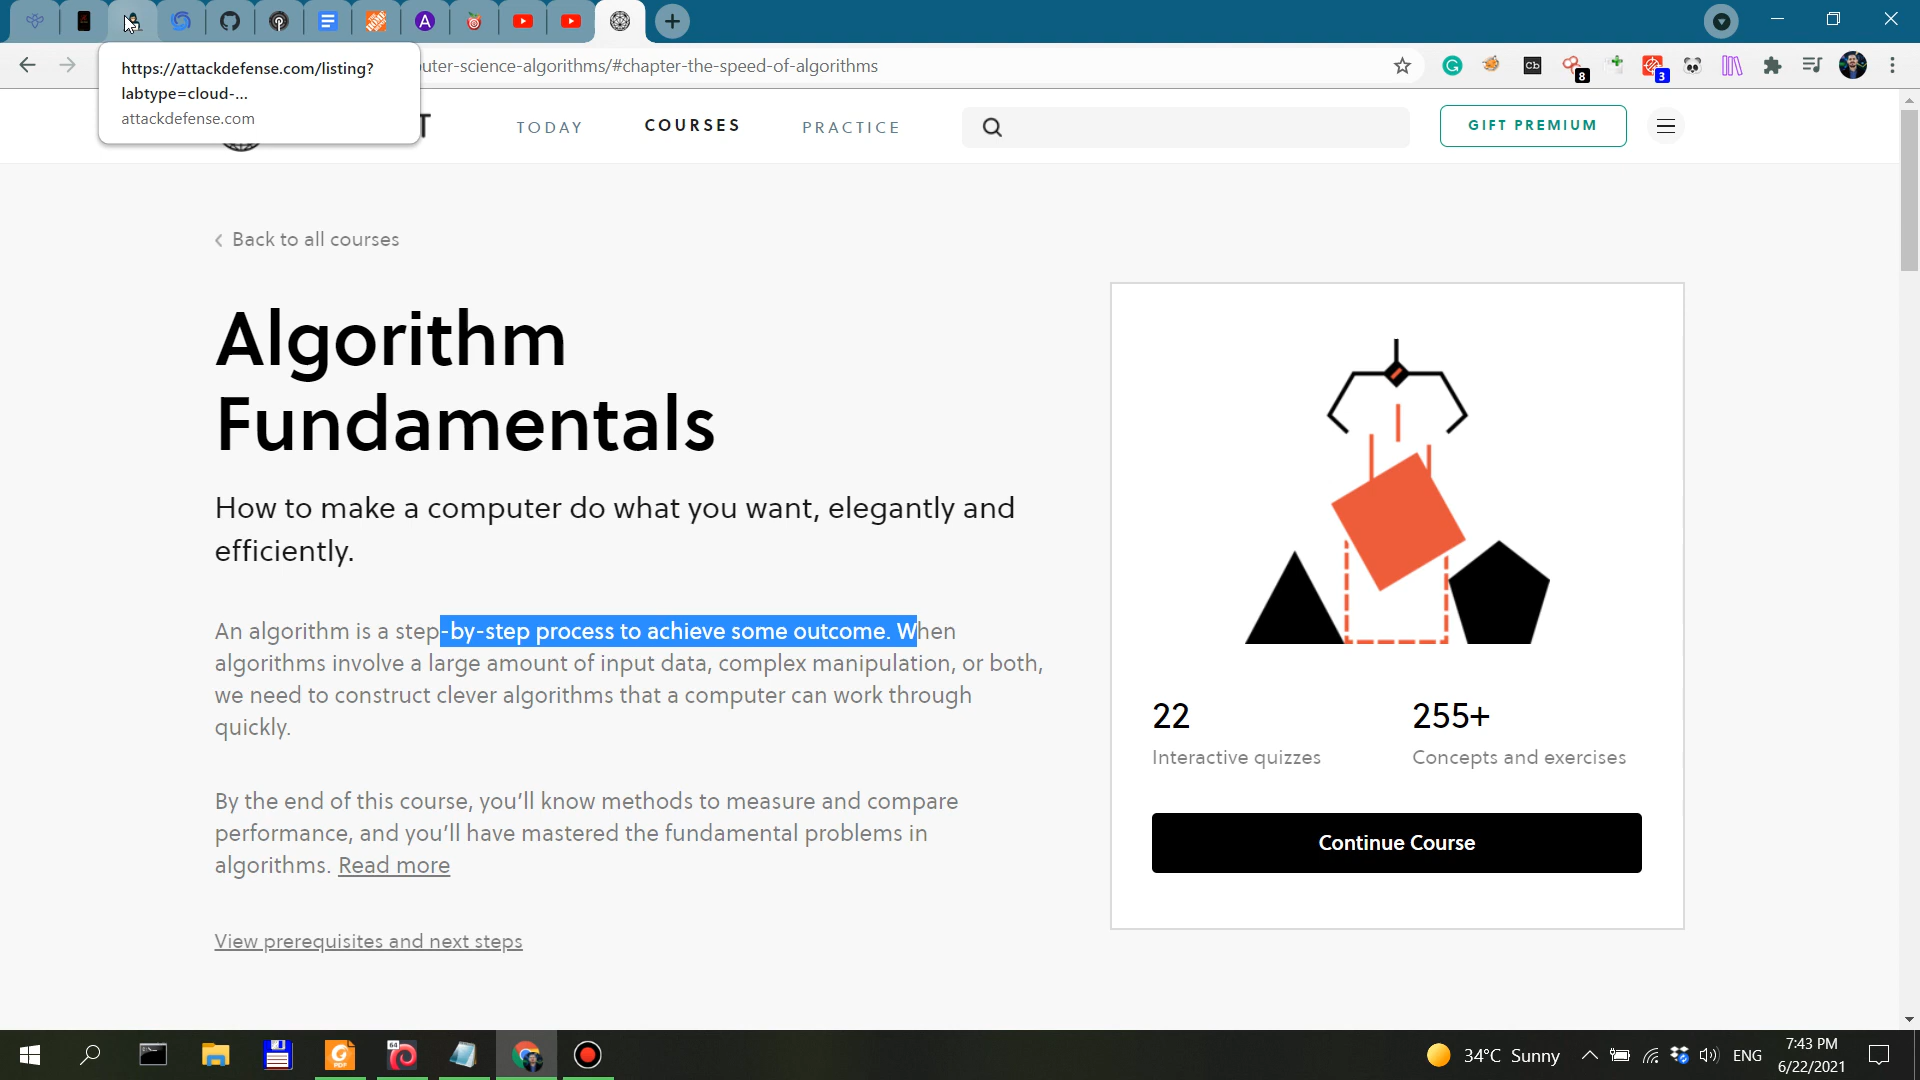 https://attackdefense.com/listing?
labtype=cloud-...
attackdefense.com
uter-science-algorithms/#chapter-the-speed-of-algorithms
8
3
T
TODAY
COURSES
PRACTICE
GIFT PREMIUM
Back to all courses
Algorithm
Fundamentals
How to make a computer do what you want, elegantly and
efficiently.
An algorithm is a step-by-step process to achieve some outcome. When
algorithms involve a large amount of input data, complex manipulation, or both,
we need to construct clever algorithms that a computer can work through
quickly.
By the end of this course, you'll know methods to measure and compare
performance, and you'll have mastered the fundamental problems in
algorithms. Read more
View prerequisites and next steps
22
Interactive quizzes
255+
Concepts and exercises
Continue Course
34°C Sunny
ENG
7:43 PM
6/22/2021